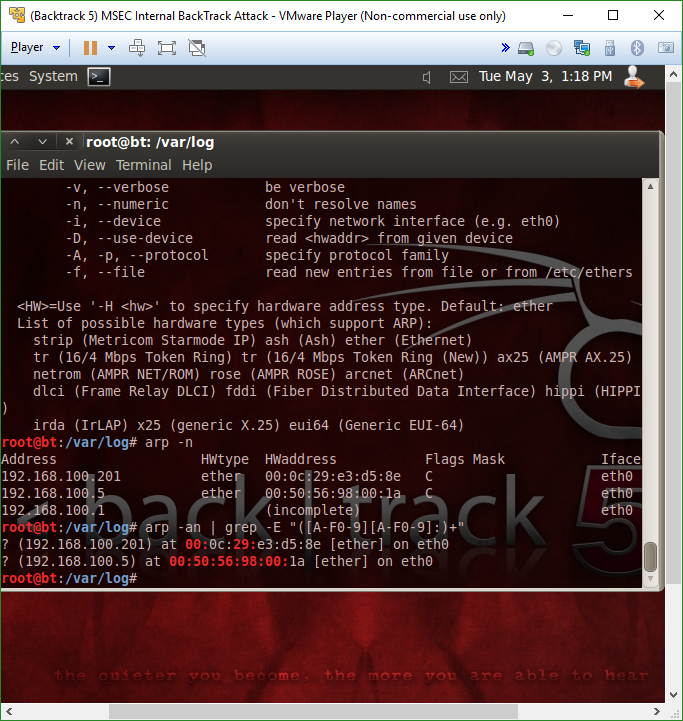 (Backtrack 5) MSEC Internal BackTrack Attack - VMware Player (Non-commercial use only)
Player
ces System Tue May 3, 1:18 PM
root@bt: /var/log
File Edit View Terminal Help
-v, --verbose be verbose
-n, --numeric don't resolve names
-i, --device specify network interface (e.g. eth0)
-D, --use-device read <hwaddr> from given device
-A, -p, --protocol specify protocol family
-f, --file read new entries from file or from /etc/ethers
<HW>=Use '-H <hw>' to specify hardware address type. Default: ether
List of possible hardware types (which support ARP):
strip (Metricom Starmode IP) ash (Ash) ether (Ethernet)
tr (16/4 Mbps Token Ring) tr (16/4 Mbps Token Ring (New)) ax25 (AMPR AX.25)
netrom (AMPR NET/ROM) rose (AMPR ROSE) arcnet (ARCnet)
dlci (Frame Relay DLCI) fddi (Fiber Distributed Data Interface) hippi (HIPPI
)
irda (IrLAP) x25 (generic X.25) eui64 (Generic EUI-64)
root@bt:/var/log# arp -n
Address HWtype HWaddress Flags Mask Iface
192.168.100.201 ether 00:0c:29:e3:d5:8e C eth0
192.168.100.5 ether 00:50:56:98:00:1a C eth0
192.168.100.1 (incomplete) eth0
root@bt:/var/log# arp -an | grep -E "([A-F0-9][A-F0-9]:)+"
? (192.168.100.201) at 00:0c:29:e3:d5:8e [ether] on eth0
? (192.168.100.5) at 00:50:56:98:00:1a [ether] on eth0
root@bt:/var/log#
<< back | track 5
the quieter you become, the more you are able to hear